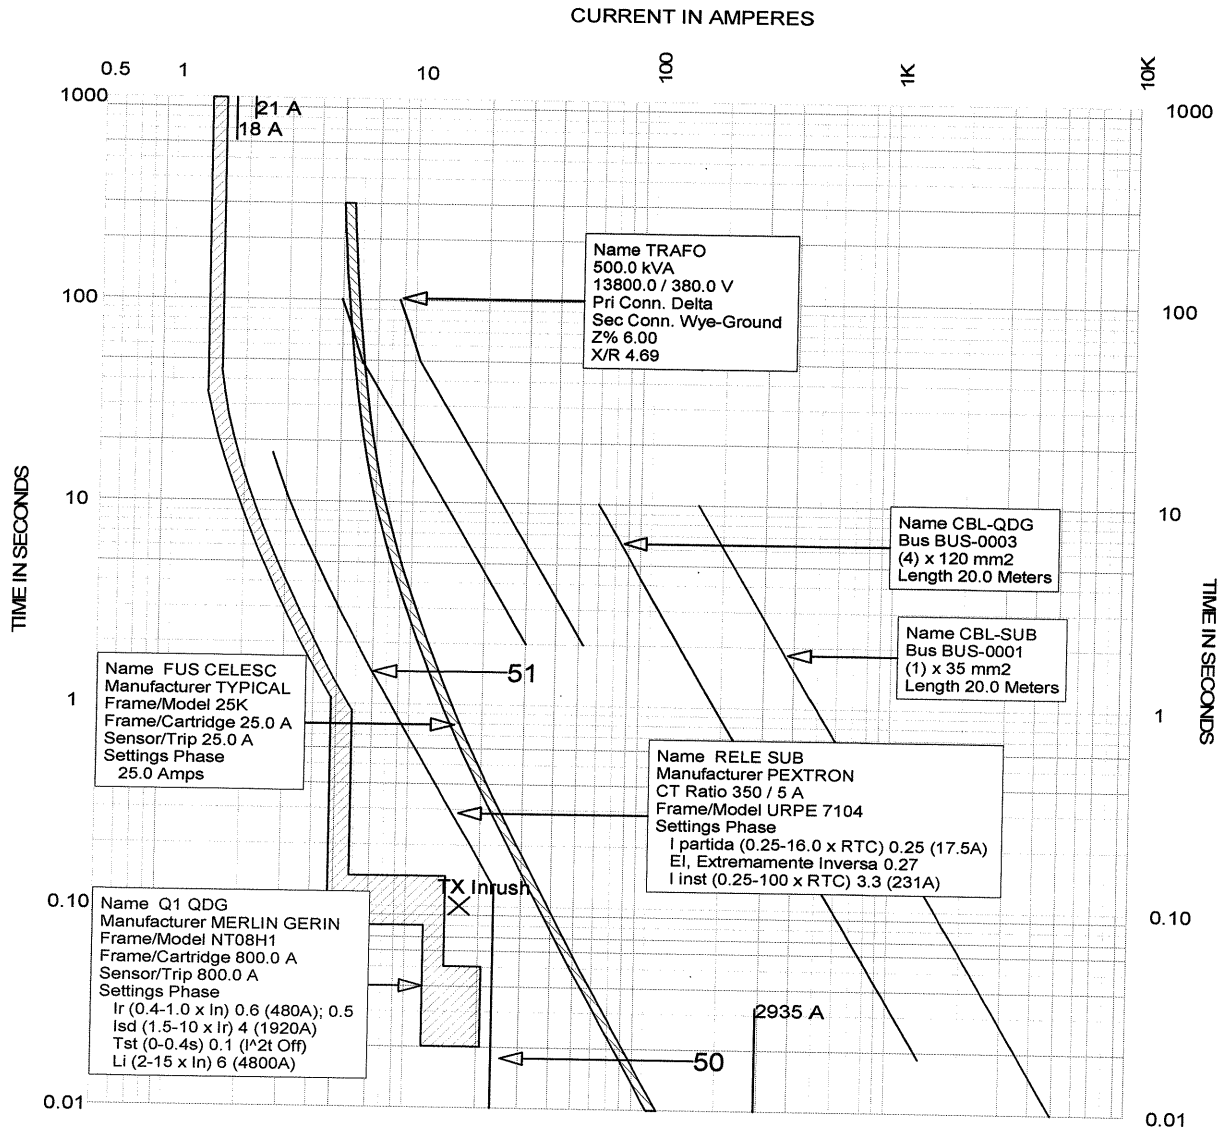 CURRENT IN AMPERES
0.5 1 10 100 1K 10K
1000
1000
21 A
18 A
Name TRAFO
500.0 kVA
13800.0 / 380.0 V
Pri Conn. Delta
Sec Conn. Wye-Ground
Z% 6.00
X/R 4.69
100
100
10
10
TIME IN SECONDS
TIME IN SECONDS
Name CBL-QDG
Bus BUS-0003
(4) x 120 mm2
Length 20.0 Meters
Name CBL-SUB
Bus BUS-0001
(1) x 35 mm2
Length 20.0 Meters
51
Name FUS CELESC
Manufacturer TYPICAL
Frame/Model 25K
Frame/Cartridge 25.0 A
Sensor/Trip 25.0 A
Settings Phase
25.0 Amps
1
1
Name RELE SUB
Manufacturer PEXTRON
CT Ratio 350 / 5 A
Frame/Model URPE 7104
Settings Phase
I partida (0.25-16.0 x RTC) 0.25 (17.5A)
EI, Extremamente Inversa 0.27
I inst (0.25-100 x RTC) 3.3 (231A)
TX Inrush
0.10
0.10
Name Q1 QDG
Manufacturer MERLIN GERIN
Frame/Model NT08H1
Frame/Cartridge 800.0 A
Sensor/Trip 800.0 A
Settings Phase
Ir (0.4-1.0 x In) 0.6 (480A); 0.5
Isd (1.5-10 x Ir) 4 (1920A)
Tst (0-0.4s) 0.1 (I^2t Off)
Li (2-15 x In) 6 (4800A)
2935 A
50
0.01
0.01